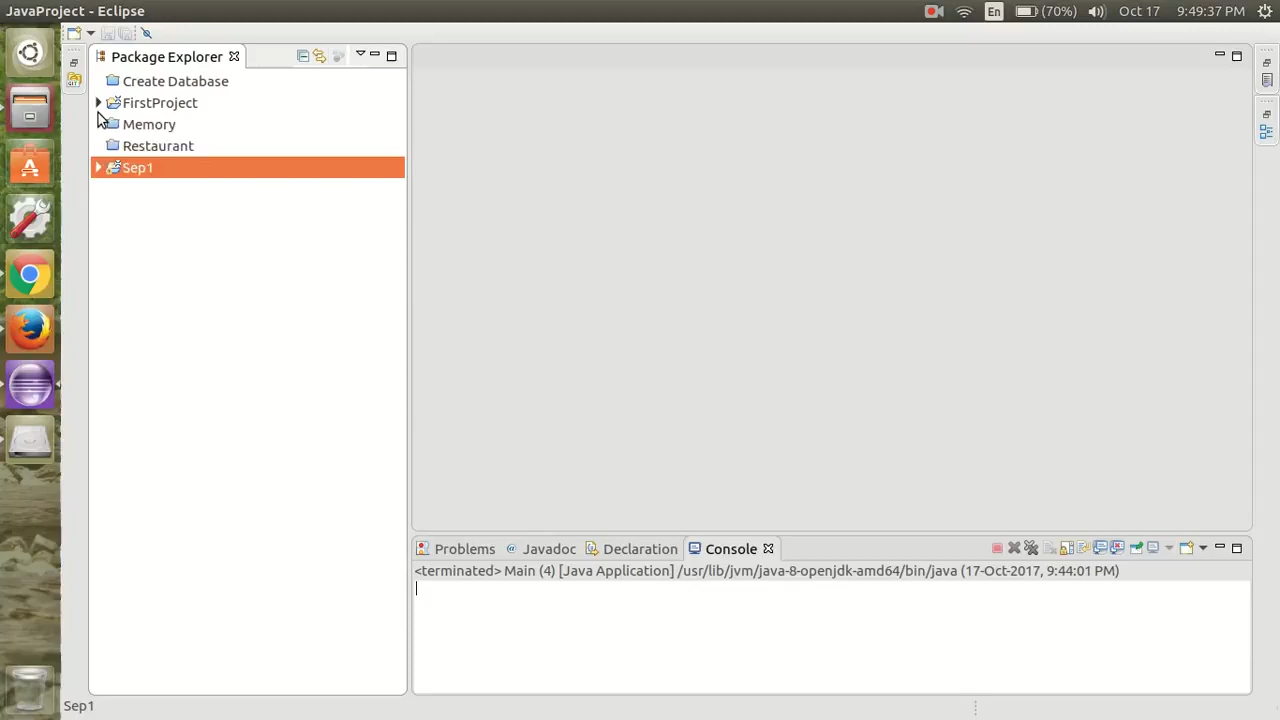 JavaProject - Eclipse
En (70%) Oct 17 9:49:37 PM
Package Explorer
Create Database
FirstProject
Memory
Restaurant
Sep1
Problems @ Javadoc Declaration Console
<terminated> Main (4) [Java Application] /usr/lib/jvm/java-8-openjdk-amd64/bin/java (17-Oct-2017, 9:44:01 PM)
Sep1